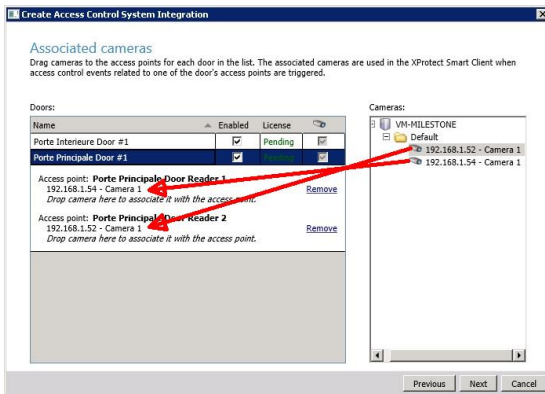 Create Access Control System Integration
Associated cameras
Drag cameras to the access points for each door in the list. The associated cameras are used in the XProtect Smart Client when
access control events related to one of the door's access points are triggered.
Doors:
Cameras:
Name Enabled License
Porte Interieure Door #1 Pending
Porte Principale Door #1 Pending
Access point: Porte Principale Door Reader 1
192.168.1.54 - Camera 1 Remove
Drop camera here to associate it with the access point.
Access point: Porte Principale Door Reader 2
192.168.1.52 - Camera 1 Remove
Drop camera here to associate it with the access point.
VM-MILESTONE
Default
192.168.1.52 - Camera 1
192.168.1.54 - Camera 1
Previous Next Cancel